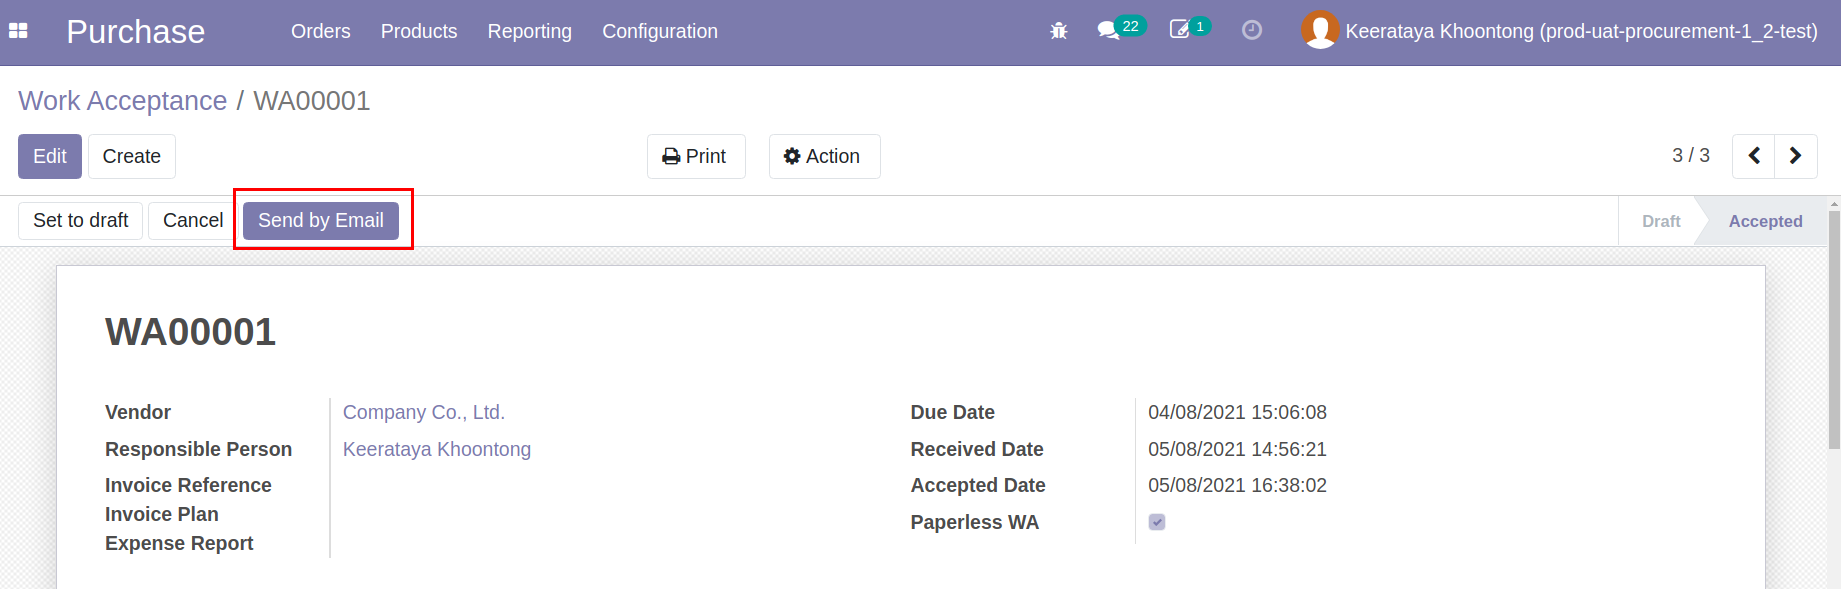 Purchase Orders Products Reporting Configuration 22 1 Keerataya Khoontong (prod-uat-procurement-1_2-test)
Work Acceptance / WA00001
Edit Create Print Action 3 / 3
Set to draft Cancel Send by Email Draft Accepted
WA00001
Vendor Company Co., Ltd. Due Date 04/08/2021 15:06:08
Responsible Person Keerataya Khoontong Received Date 05/08/2021 14:56:21
Invoice Reference Accepted Date 05/08/2021 16:38:02
Invoice Plan Paperless WA
Expense Report